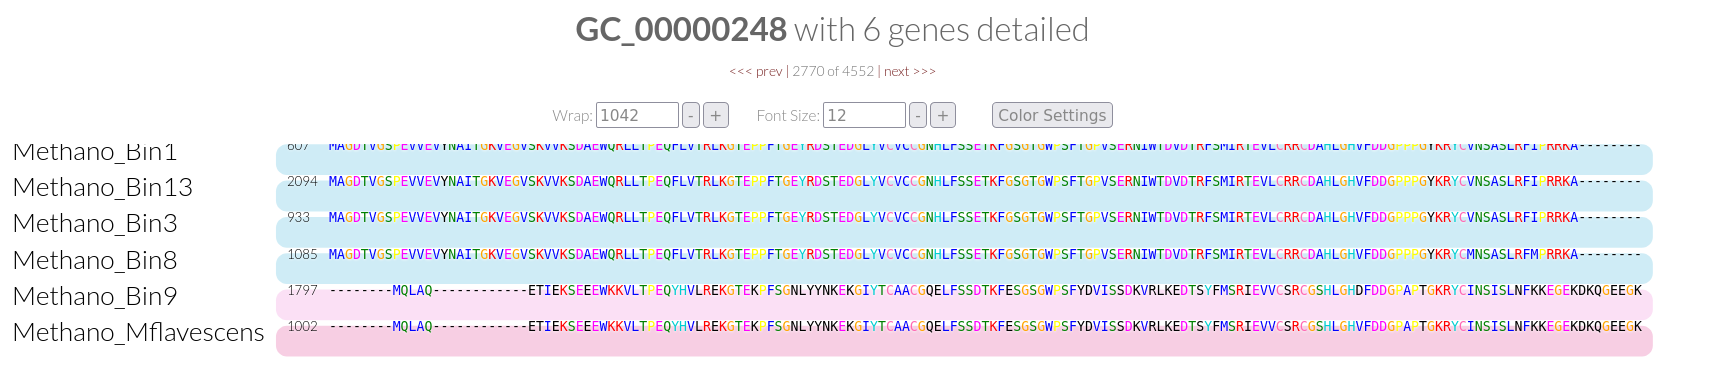 GC_00000248 with 6 genes detailed
<<< prev | 2770 of 4552 | next >>>
Wrap: 1042 - + Font Size: 12 - + Color Settings
Methano_Bin1 607 MAGDTVGSPEVVEVYNAITGKVEGVSKVVKSDAEWQRLLTPEQFLVTRLKGTEPPFTGEYRDSTEDGLYVCVCCGNHLFSSETKFGSGTGWPSFTGPVSERNIWTDVDTRFSMIRTEVLCRRCDAHLGHVFDDGPPPGYKRYCVNSASLRFIPRRKA--------
Methano_Bin13 2094 MAGDTVGSPEVVEVYNAITGKVEGVSKVVKSDAEWQRLLTPEQFLVTRLKGTEPPFTGEYRDSTEDGLYVCVCCGNHLFSSETKFGSGTGWPSFTGPVSERNIWTDVDTRFSMIRTEVLCRRCDAHLGHVFDDGPPPGYKRYCVNSASLRFIPRRKA--------
Methano_Bin3 933 MAGDTVGSPEVVEVYNAITGKVEGVSKVVKSDAEWQRLLTPEQFLVTRLKGTEPPFTGEYRDSTEDGLYVCVCCGNHLFSSETKFGSGTGWPSFTGPVSERNIWTDVDTRFSMIRTEVLCRRCDAHLGHVFDDGPPPGYKRYCVNSASLRFIPRRKA--------
Methano_Bin8 1085 MAGDTVGSPEVVEVYNAITGKVEGVSKVVKSDAEWQRLLTPEQFLVTRLKGTEPPFTGEYRDSTEDGLYVCVCCGNHLFSSETKFGSGTGWPSFTGPVSERNIWTDVDTRFSMIRTEVLCRRCDAHLGHVFDDGPPPGYKRYCMNSASLRFMPRRKA--------
Methano_Bin9 1797 --------MQLAQ------------ETIEKSEEEWKKVLTPEQYHVLREKGTEKPFSGNLYYNKEKGIYTCAACGQELFSSDTKFESGSGWPSFYDVISSDKVRLKEDTSYFMSRIEVVCSRCGSHLGHDFDDGPAPTGKRYCINSISLNFKKEGEKDKQGEEGK
Methano_Mflavescens 1002 --------MQLAQ------------ETIEKSEEEWKKVLTPEQYHVLREKGTEKPFSGNLYYNKEKGIYTCAACGQELFSSDTKFESGSGWPSFYDVISSDKVRLKEDTSYFMSRIEVVCSRCGSHLGHVFDDGPAPTGKRYCINSISLNFKKEGEKDKQGEEGK